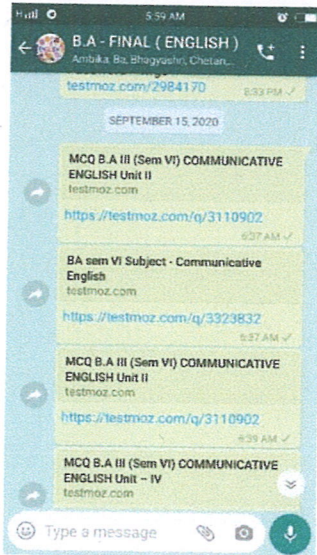 5:59 AM
B.A - FINAL ( ENGLISH )
Ambika, Ba, Bhagyashri, Chetan,...
testmoz.com/2984170
8:33 PM
SEPTEMBER 15, 2020
MCQ B.A III (Sem VI) COMMUNICATIVE
ENGLISH Unit II
testmoz.com
https://testmoz.com/q/3110902
6:37 AM
BA sem VI Subject - Communicative
English
testmoz.com
https://testmoz.com/q/3323832
6:37 AM
MCQ B.A III (Sem VI) COMMUNICATIVE
ENGLISH Unit II
testmoz.com
https://testmoz.com/q/3110902
6:39 AM
MCQ B.A III (Sem VI) COMMUNICATIVE
ENGLISH Unit – IV
testmoz.com
Type a message